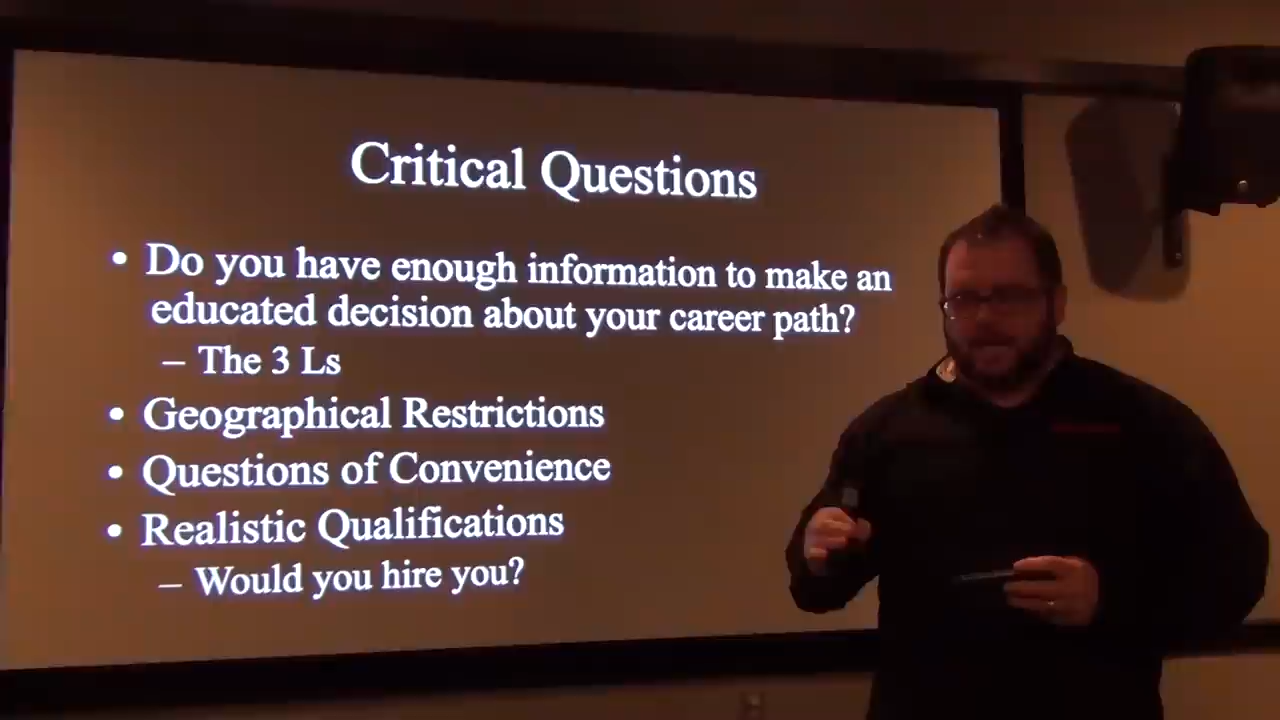 Critical Questions
• Do you have enough information to make an
educated decision about your career path?
– The 3 Ls
• Geographical Restrictions
• Questions of Convenience
• Realistic Qualifications
– Would you hire you?